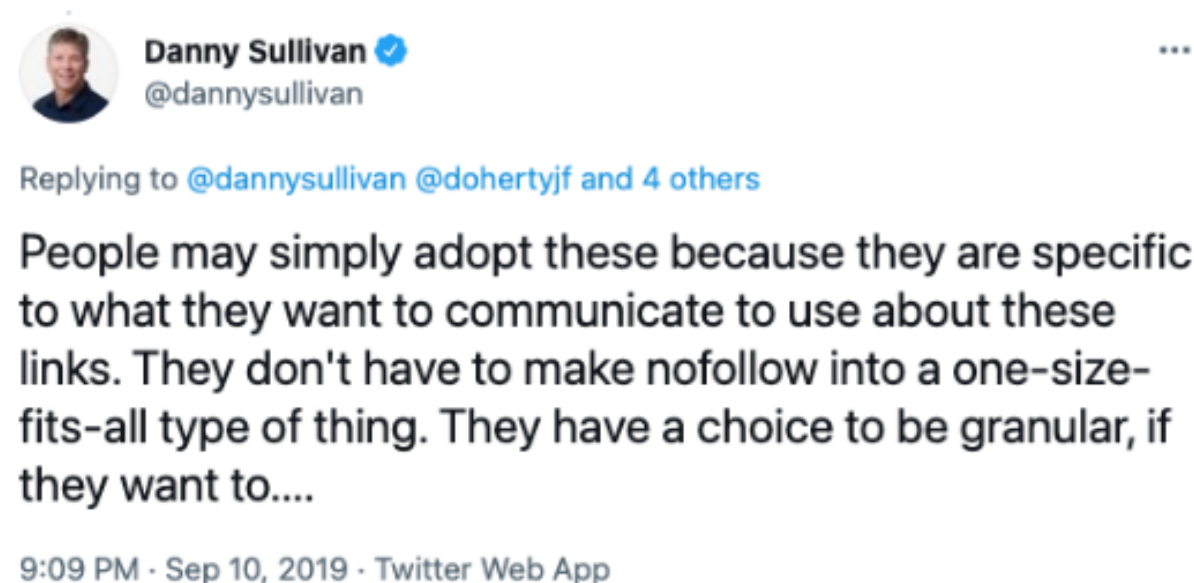 Danny Sullivan
@dannysullivan
Replying to @dannysullivan @dohertyjf and 4 others
People may simply adopt these because they are specific
to what they want to communicate to use about these
links. They don't have to make nofollow into a one-size-
fits-all type of thing. They have a choice to be granular, if
they want to....
9:09 PM · Sep 10, 2019 · Twitter Web App